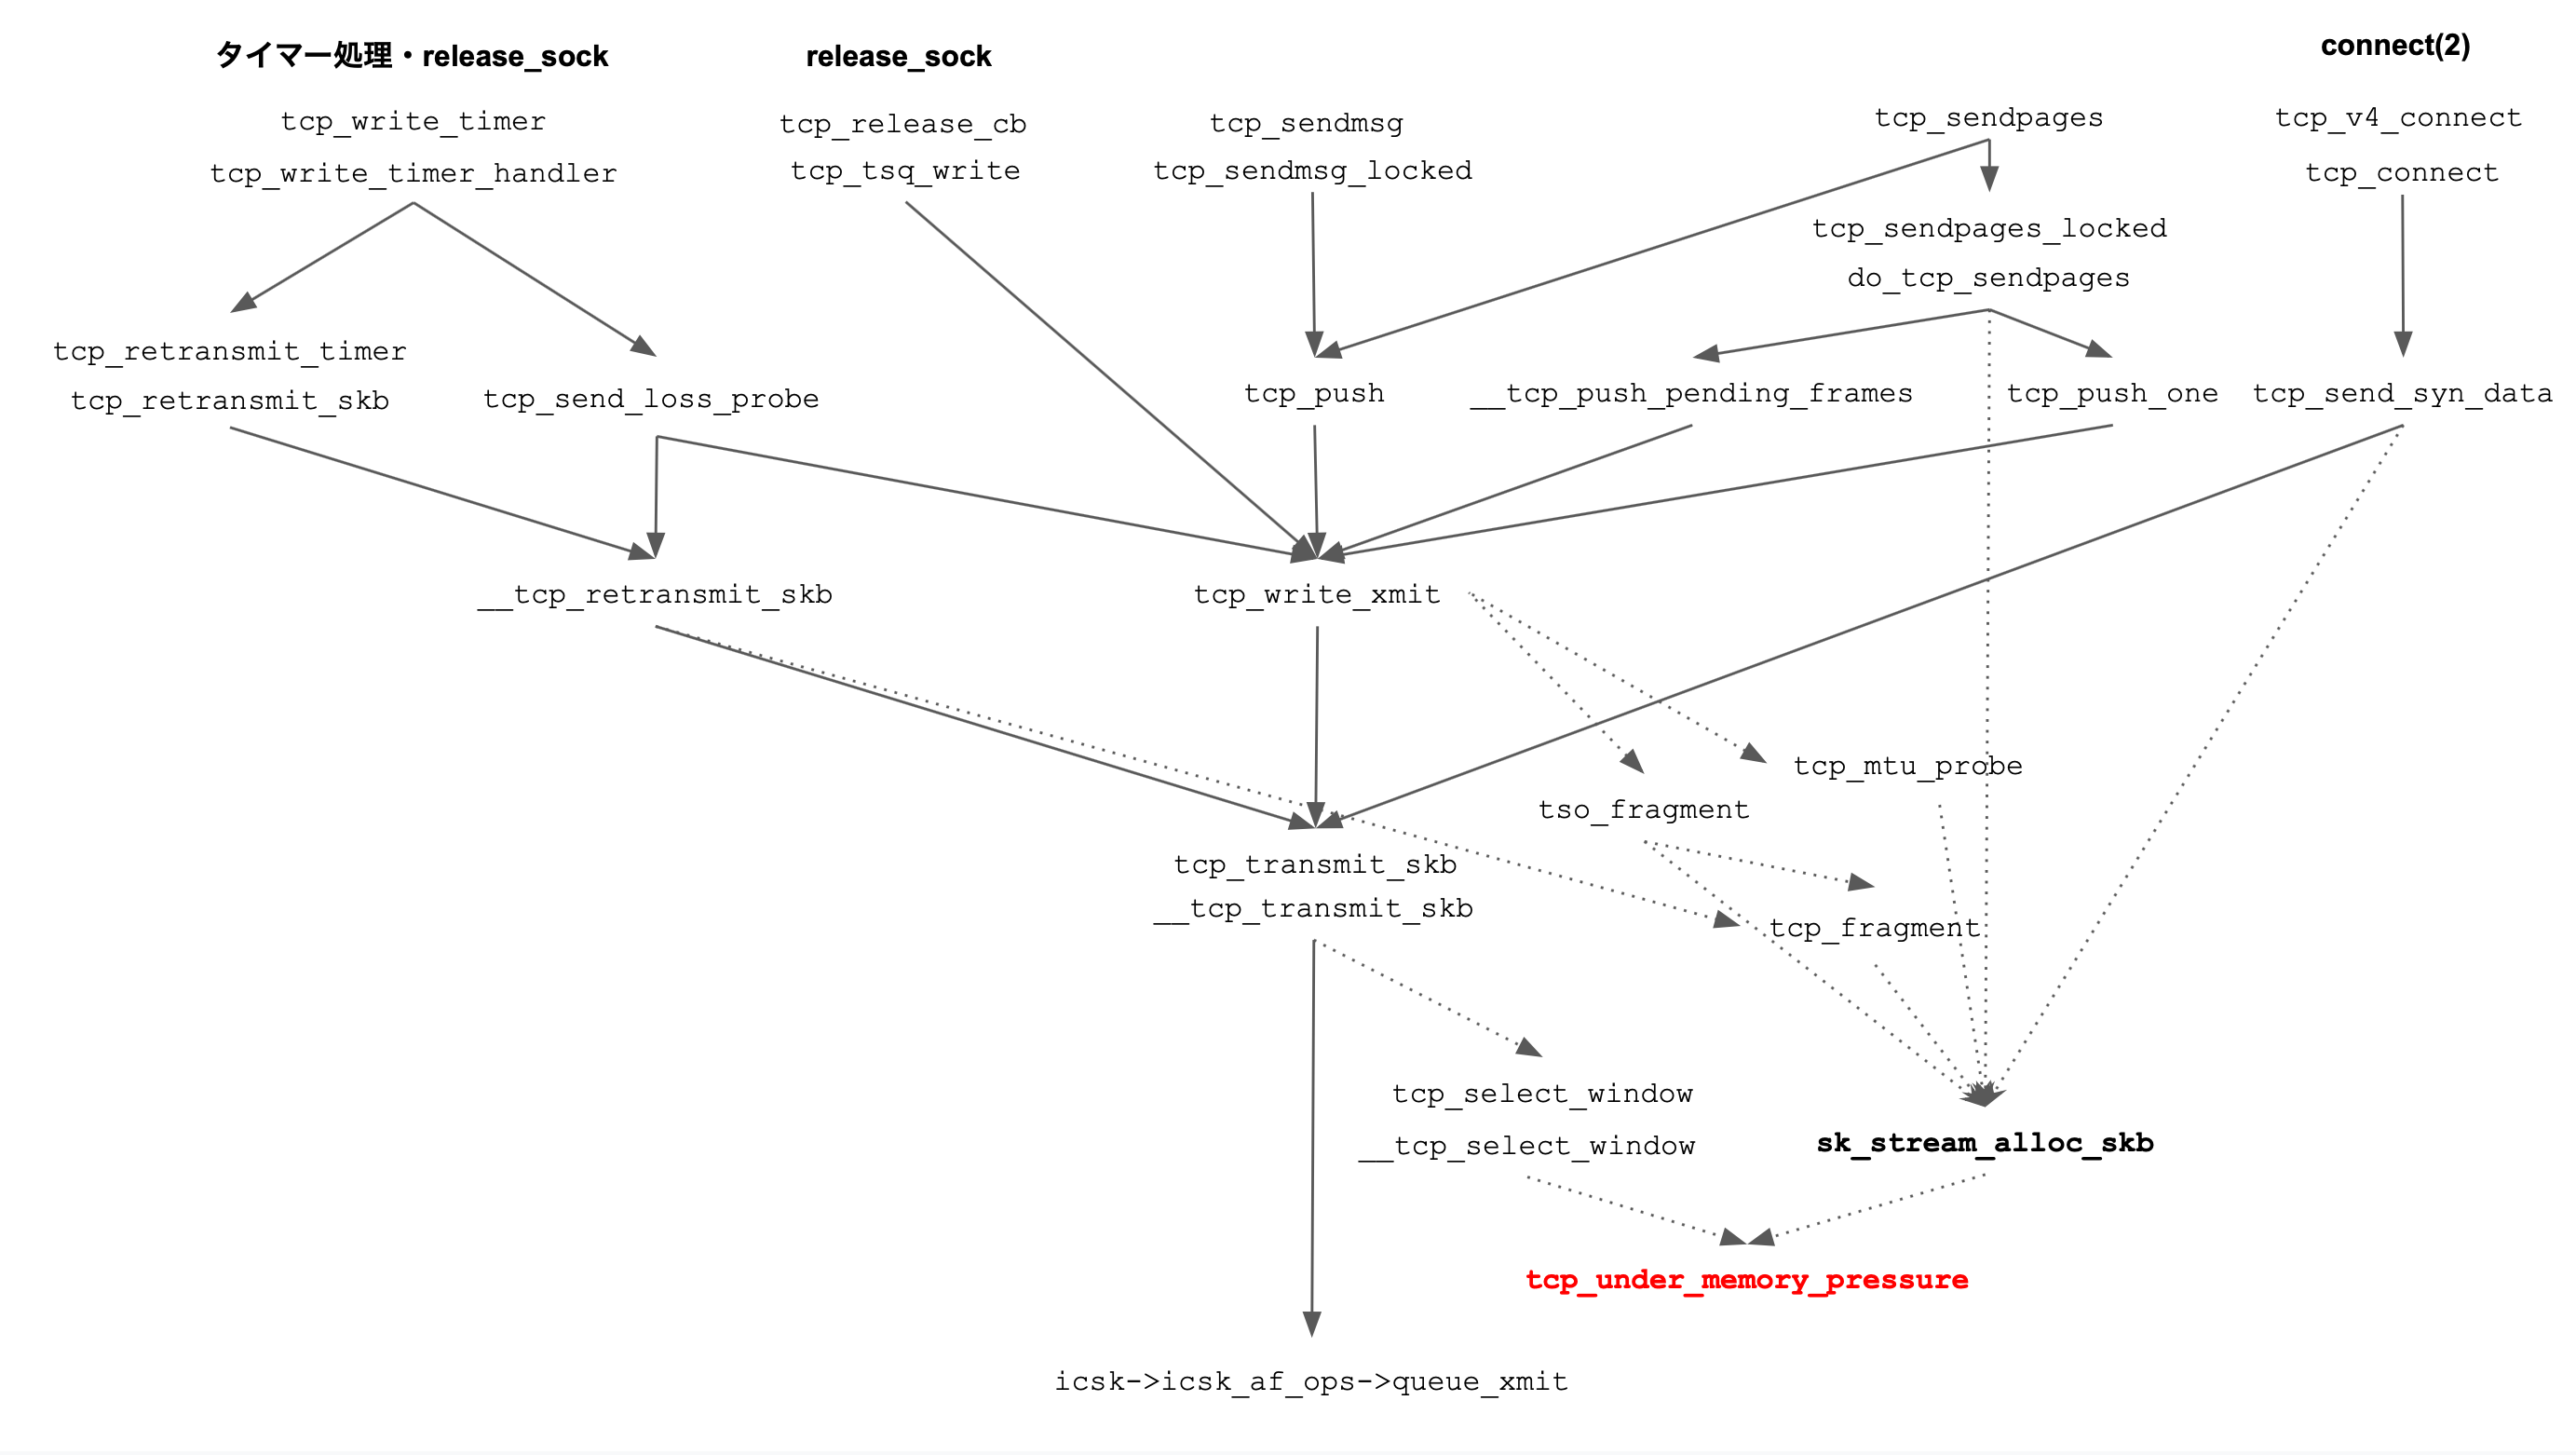 タイマー処理・release_sock
release_sock
connect(2)
tcp_write_timer
tcp_write_timer_handler
tcp_release_cb
tcp_tsq_write
tcp_sendmsg
tcp_sendmsg_locked
tcp_sendpages
tcp_v4_connect
tcp_connect
tcp_sendpages_locked
do_tcp_sendpages
tcp_retransmit_timer
tcp_retransmit_skb
tcp_send_loss_probe
tcp_push
__tcp_push_pending_frames
tcp_push_one
tcp_send_syn_data
__tcp_retransmit_skb
tcp_write_xmit
tcp_mtu_probe
tso_fragment
tcp_transmit_skb
__tcp_transmit_skb
tcp_fragment
tcp_select_window
__tcp_select_window
sk_stream_alloc_skb
tcp_under_memory_pressure
icsk->icsk_af_ops->queue_xmit